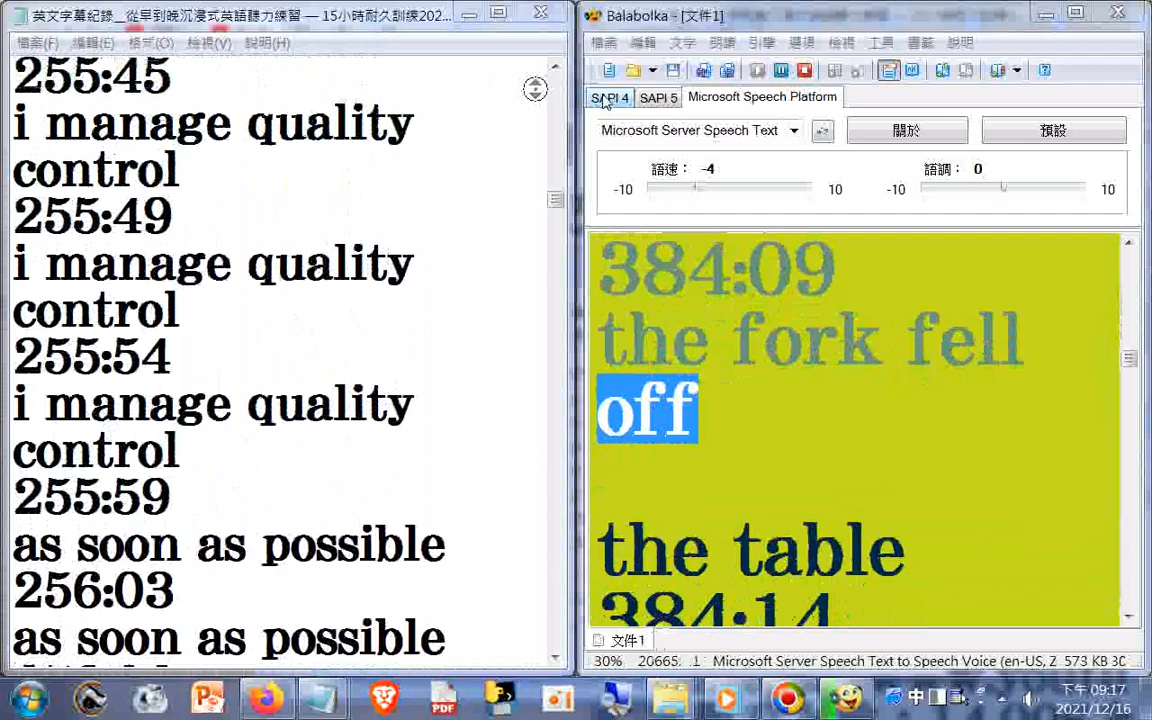 英文字幕紀錄__從早到晚沉浸式英語聽力練習 — 15小時耐久訓練202...
檔案(F) 編輯(E) 格式(O) 檢視(V) 說明(H)
255:45
i manage quality
control
255:49
i manage quality
control
255:54
i manage quality
control
255:59
as soon as possible
256:03
as soon as possible
Balabolka - [文件1]
檔案 編輯 文字 朗讀 引擎 選項 檢視 工具 書籤 說明
SAPI 4 SAPI 5 Microsoft Speech Platform
Microsoft Server Speech Text 關於 預設
語速: -4 語調: 0
-10 10 -10 10
384:09
the fork fell
off
the table
384:14
文件1
30% 20665. .1 Microsoft Server Speech Text to Speech Voice (en-US, Z 573 KB
PDF
中
下午 09:17
2021/12/16